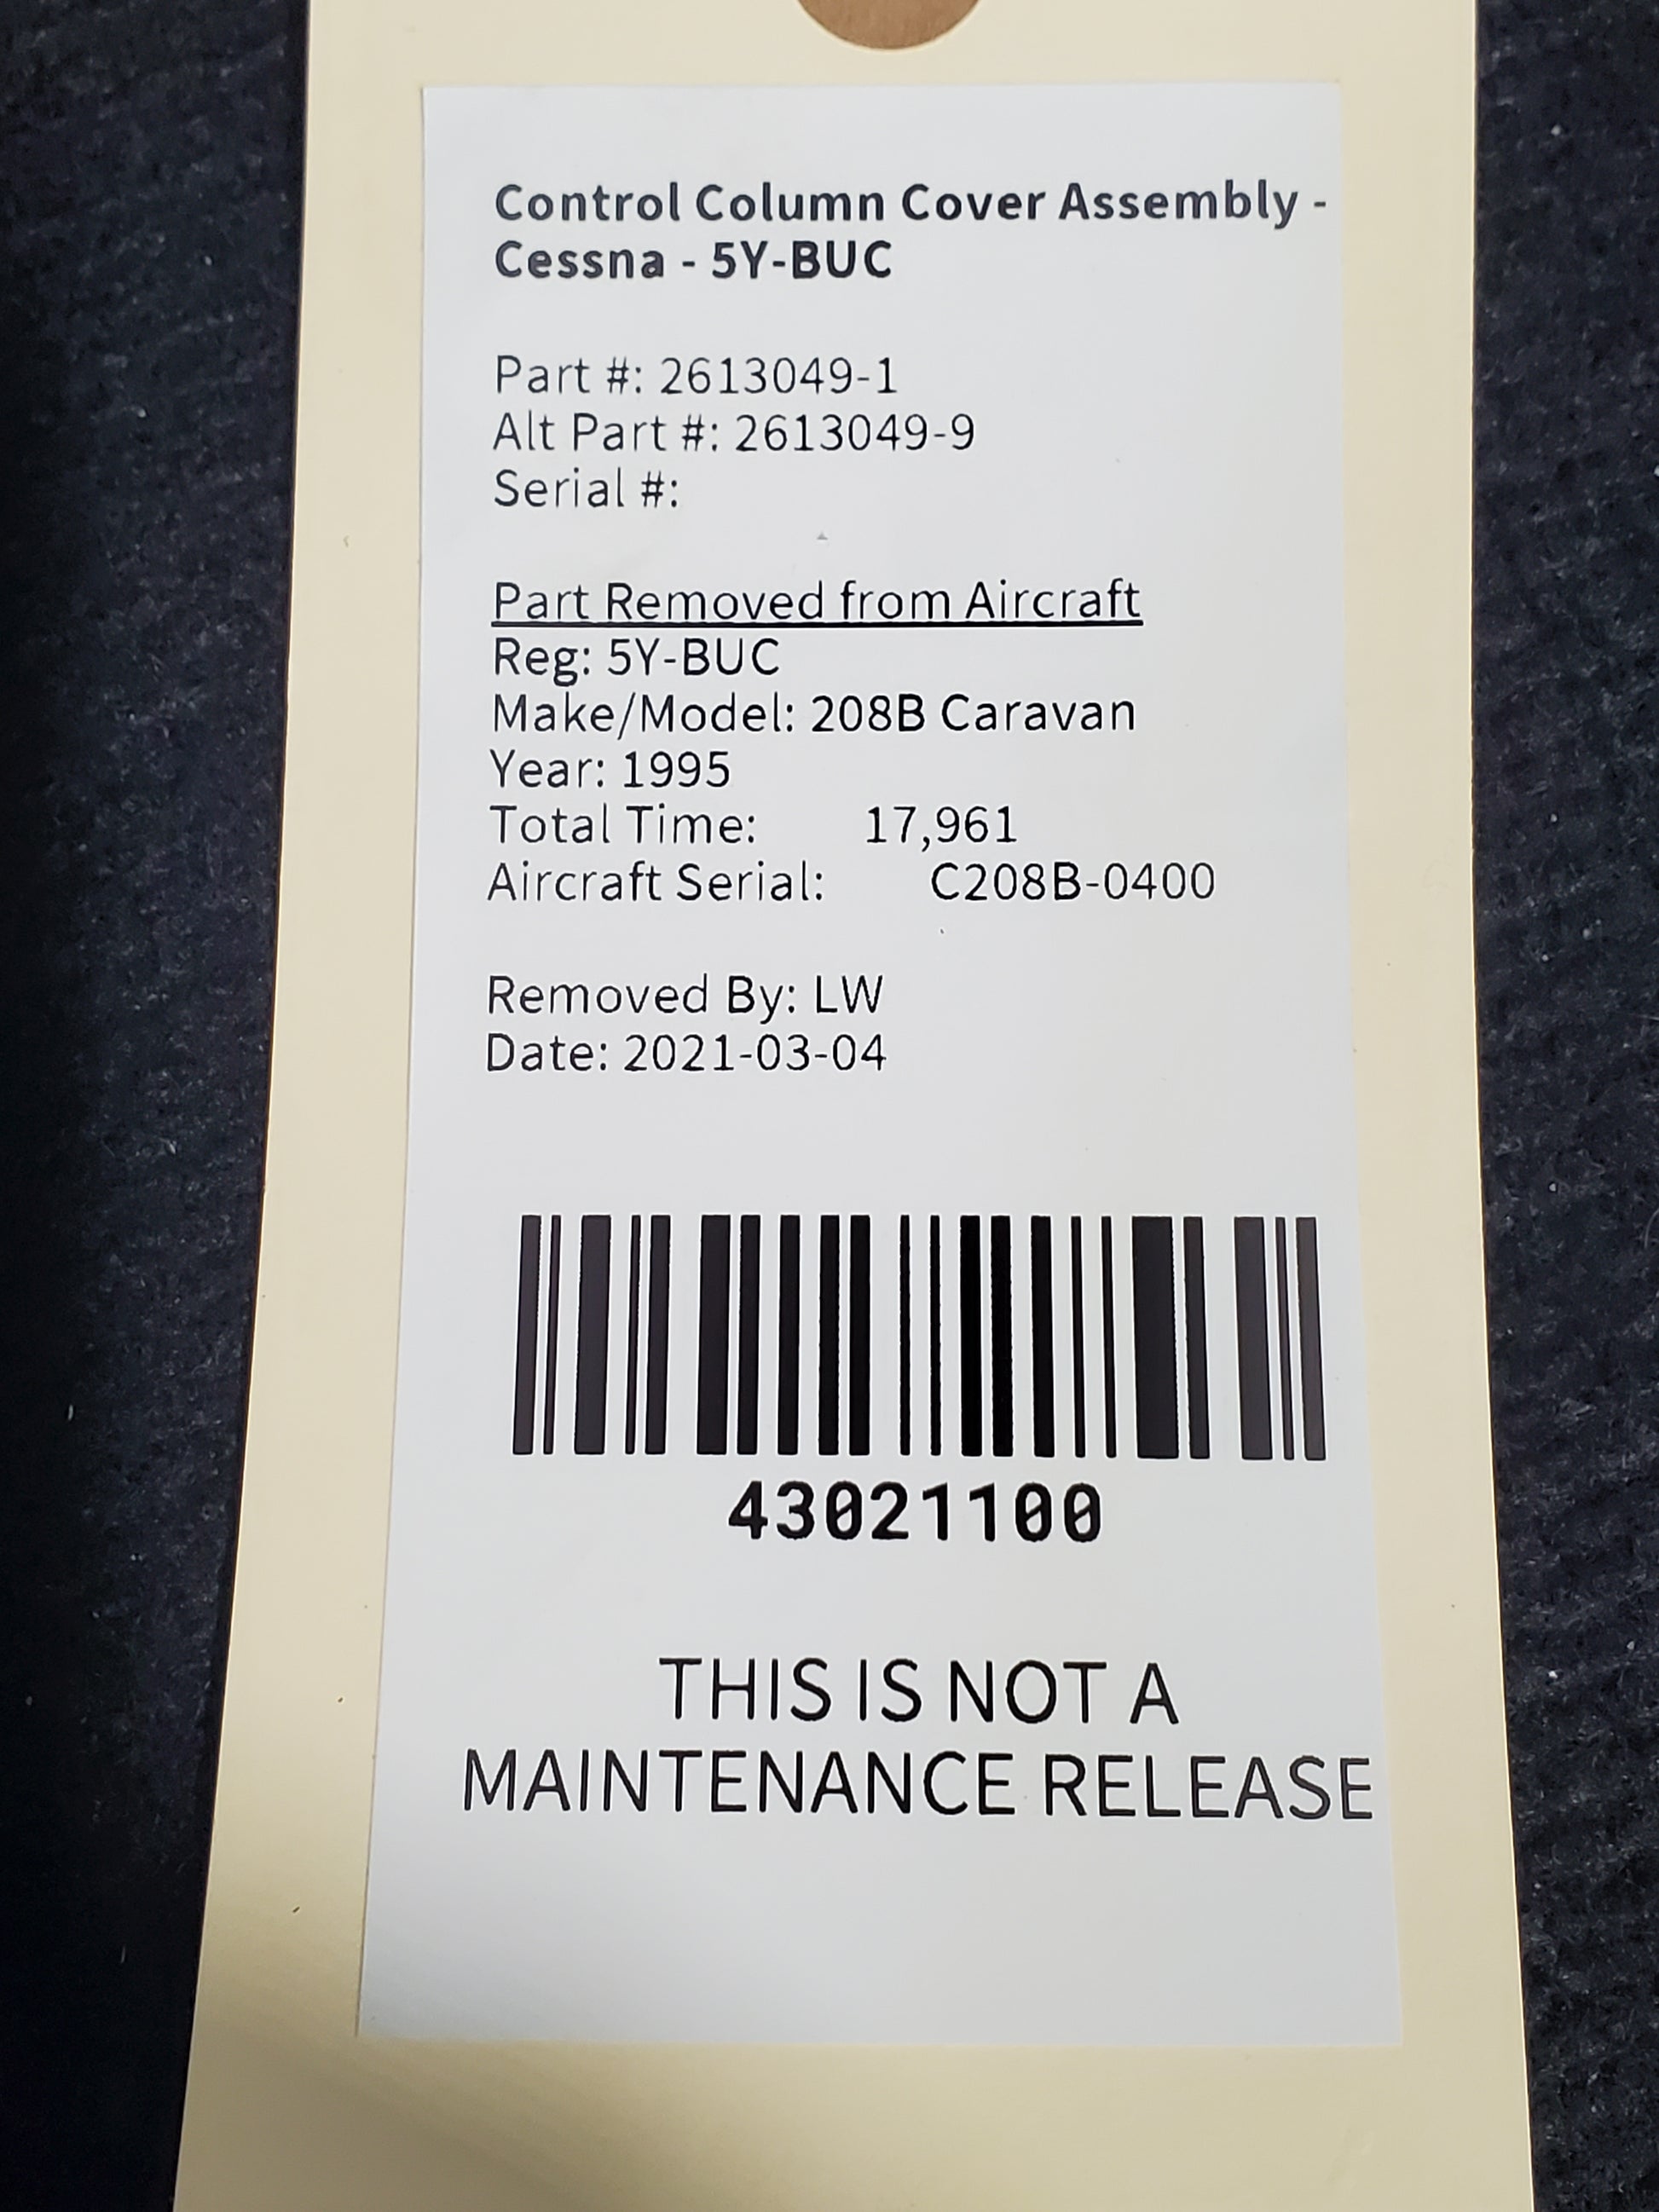 Control Column Cover Assembly -
Cessna - 5Y-BUC
Part #: 2613049-1
Alt Part #: 2613049-9
Serial #:
Part Removed from Aircraft
Reg: 5Y-BUC
Make/Model: 208B Caravan
Year: 1995
Total Time: 17,961
Aircraft Serial: C208B-0400
Removed By: LW
Date: 2021-03-04
43021100
THIS IS NOT A
MAINTENANCE RELEASE